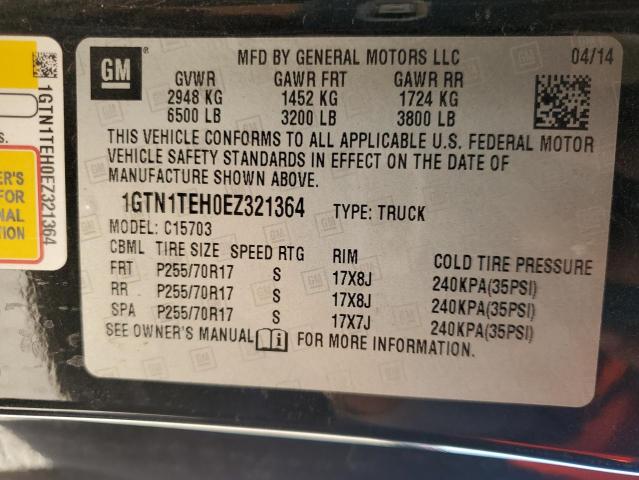 GM
MFD BY GENERAL MOTORS LLC 04/14
GVWR GAWR FRT GAWR RR
2948 KG 1452 KG 1724 KG
6500 LB 3200 LB 3800 LB
THIS VEHICLE CONFORMS TO ALL APPLICABLE U.S. FEDERAL MOTOR
VEHICLE SAFETY STANDARDS IN EFFECT ON THE DATE OF
MANUFACTURE SHOWN ABOVE.
1GTN1TEH0EZ321364 TYPE: TRUCK
MODEL: C15703
CBML TIRE SIZE SPEED RTG RIM COLD TIRE PRESSURE
FRT P255/70R17 S 17X8J 240KPA(35PSI)
RR P255/70R17 S 17X8J 240KPA(35PSI)
SPA P255/70R17 S 17X7J 240KPA(35PSI)
SEE OWNER'S MANUAL FOR MORE INFORMATION.
1GTN1TEH0EZ321364
s.
ER'S
FOR
NAL
TION